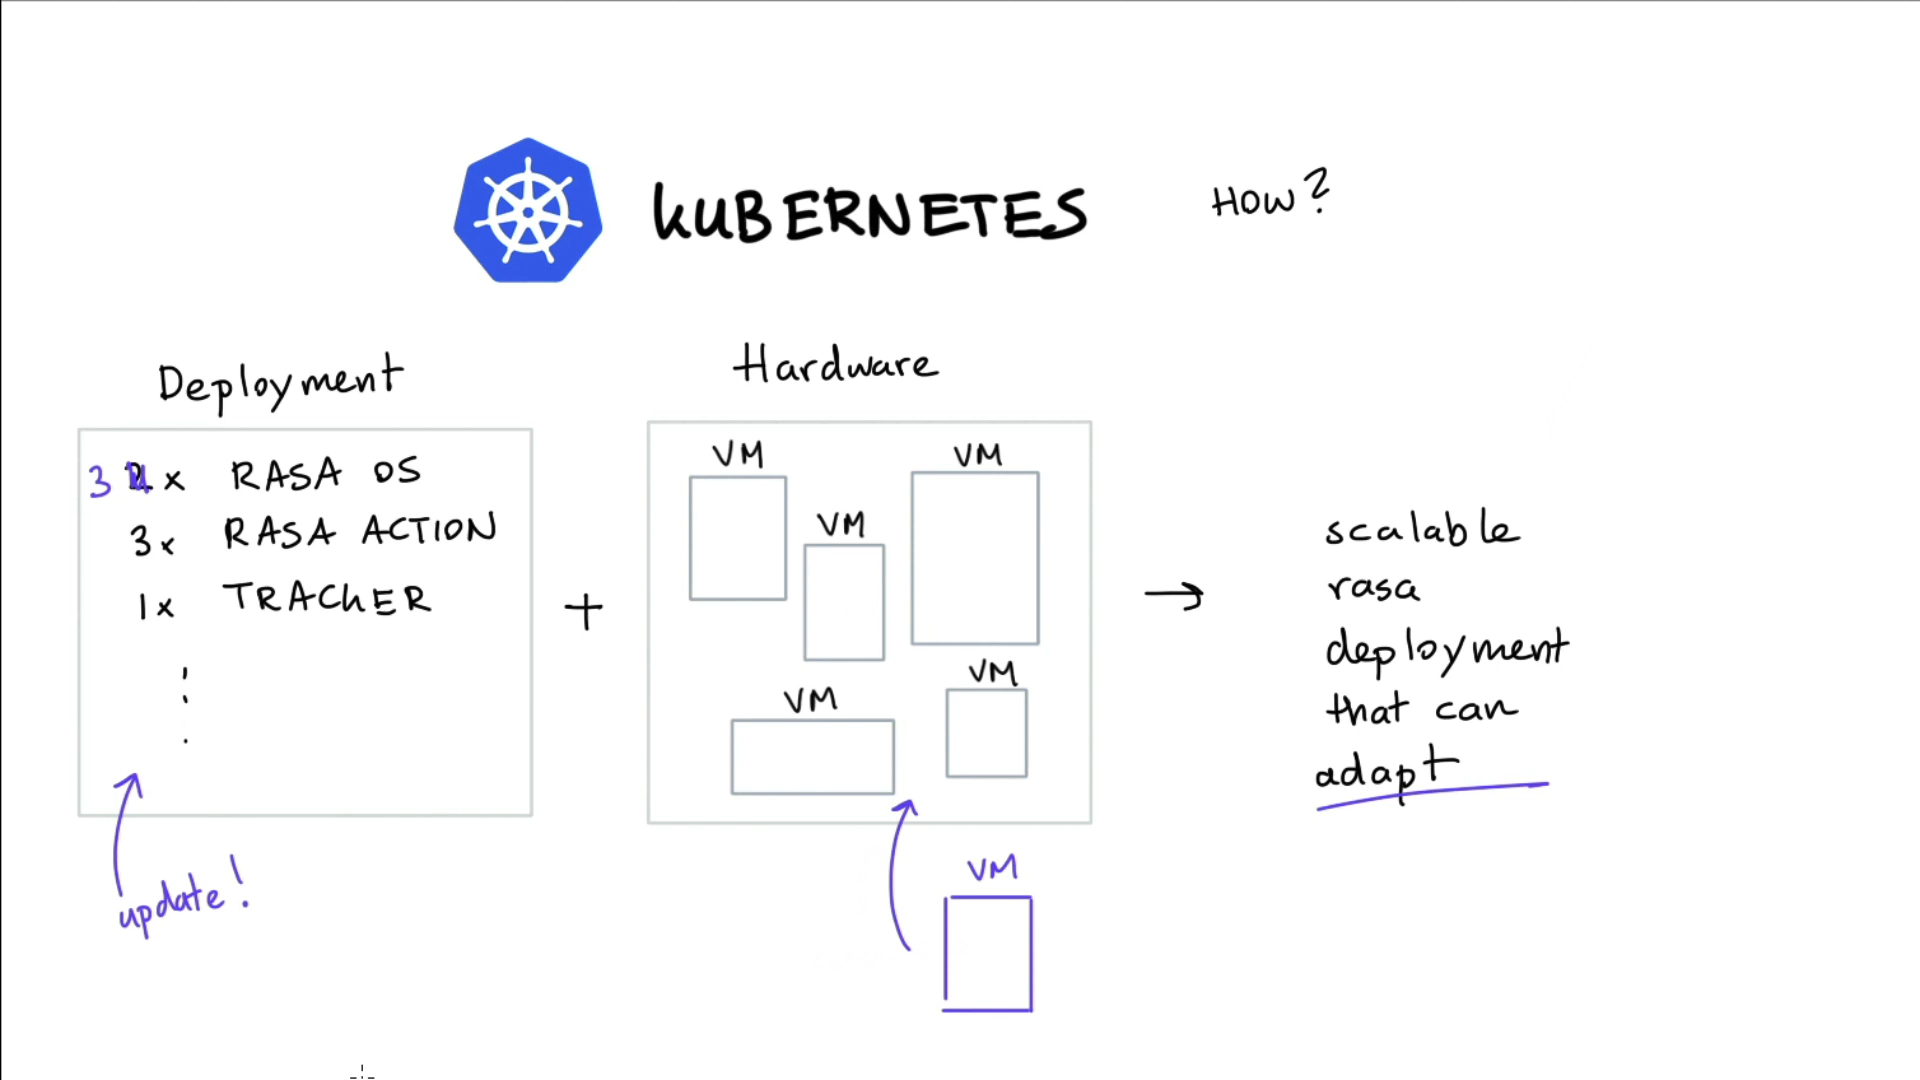 KUBERNETES
How?
Deployment
Hardware
3 x RASA OS
3x RASA ACTION
1x TRACKER
VM
VM
VM
VM
VM
+
→
scalable
rasa
deployment
that can
adapt
update!
VM